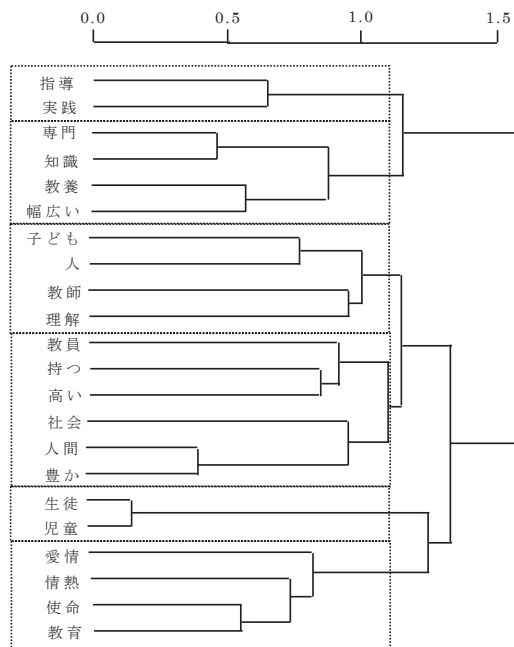 0.0 0.5 1.0 1.5
指導
実践
専門
知識
教養
幅広い
子ども
人
教師
理解
教員
持つ
高い
社会
人間
豊か
生徒
児童
愛情
情熱
使命
教育